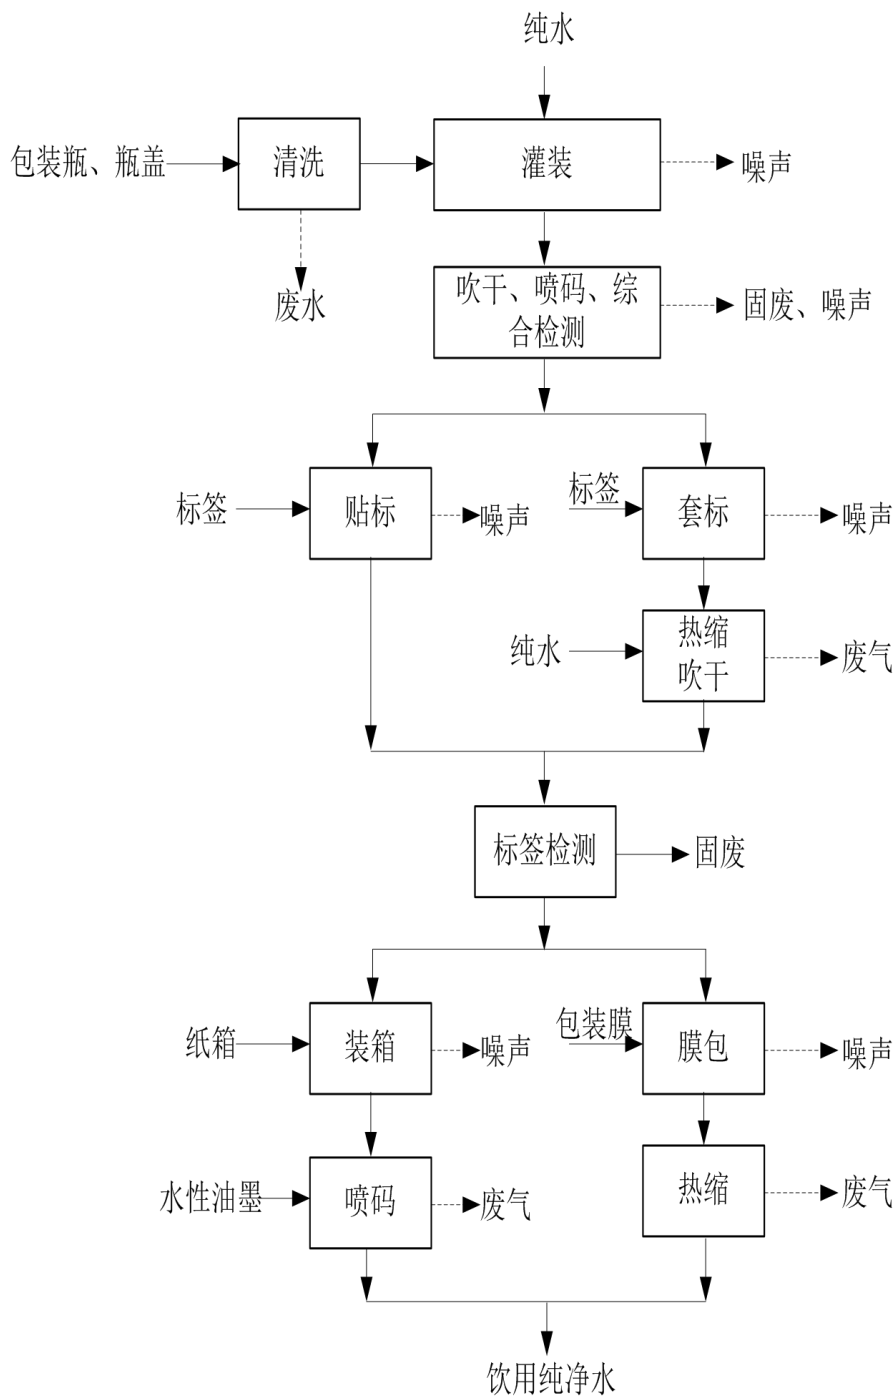 纯水
包装瓶、瓶盖
清洗
灌装
噪声
废水
吹干、喷码、综
合检测
固废、噪声
标签
贴标
噪声
标签
套标
噪声
纯水
热缩
吹干
废气
标签检测
固废
纸箱
装箱
噪声
包装膜
膜包
噪声
水性油墨
喷码
废气
热缩
废气
饮用纯净水